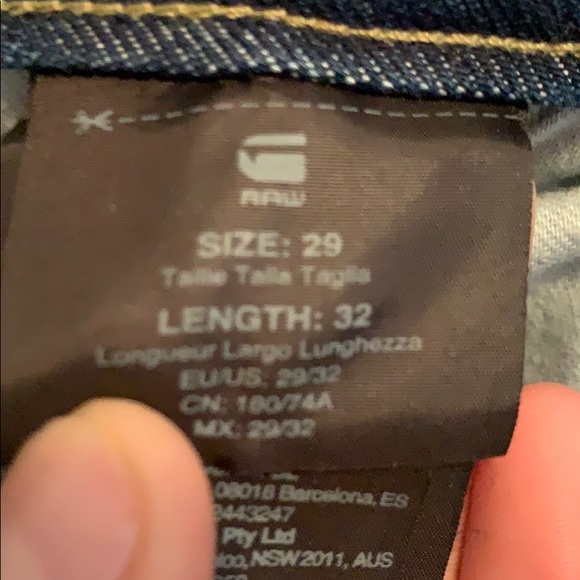 RAW
SIZE: 29
Taille Talla Taglia
LENGTH: 32
Longueur Largo Lunghezza
EU/US: 29/32
CN: 180/74A
MX: 29/32
08018 Barcelona, ES
2443247
Pty Ltd
NSW2011, AUS